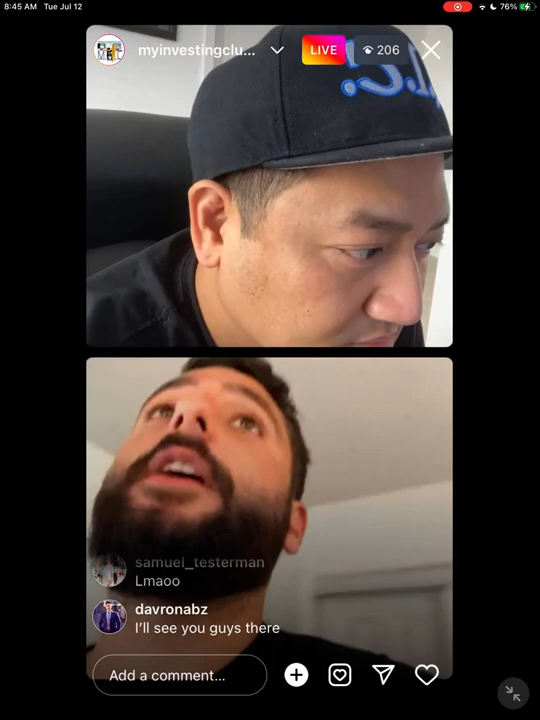 8:45 AM Tue Jul 12
76%
myinvestingclu...
LIVE
206
samuel_testerman
Lmaoo
davronabz
I'll see you guys there
Add a comment...